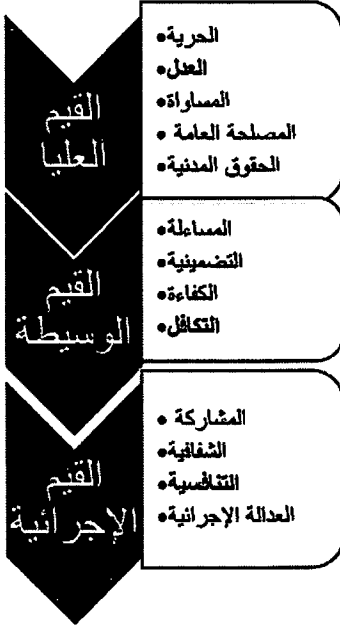 القيم
العليا
الحرية
العدل
المساواة
المصلحة العامة
الحقوق المدنية
القيم
الوسيطة
المساءلة
التضمينية
الكفاءة
التكافل
القيم
الإجرائية
المشاركة
الشفافية
التنافسية
العدالة الإجرائية